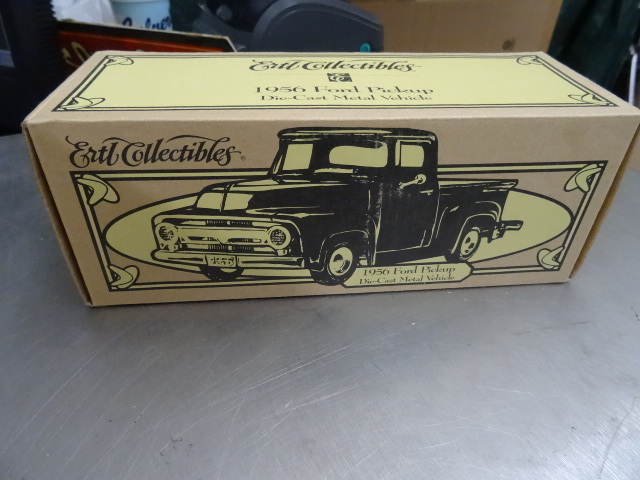 Ertl Collectibles
1956 Ford Pickup
Die-Cast Metal Vehicle
Ertl Collectibles®
1956 Ford Pickup
Die-Cast Metal Vehicle